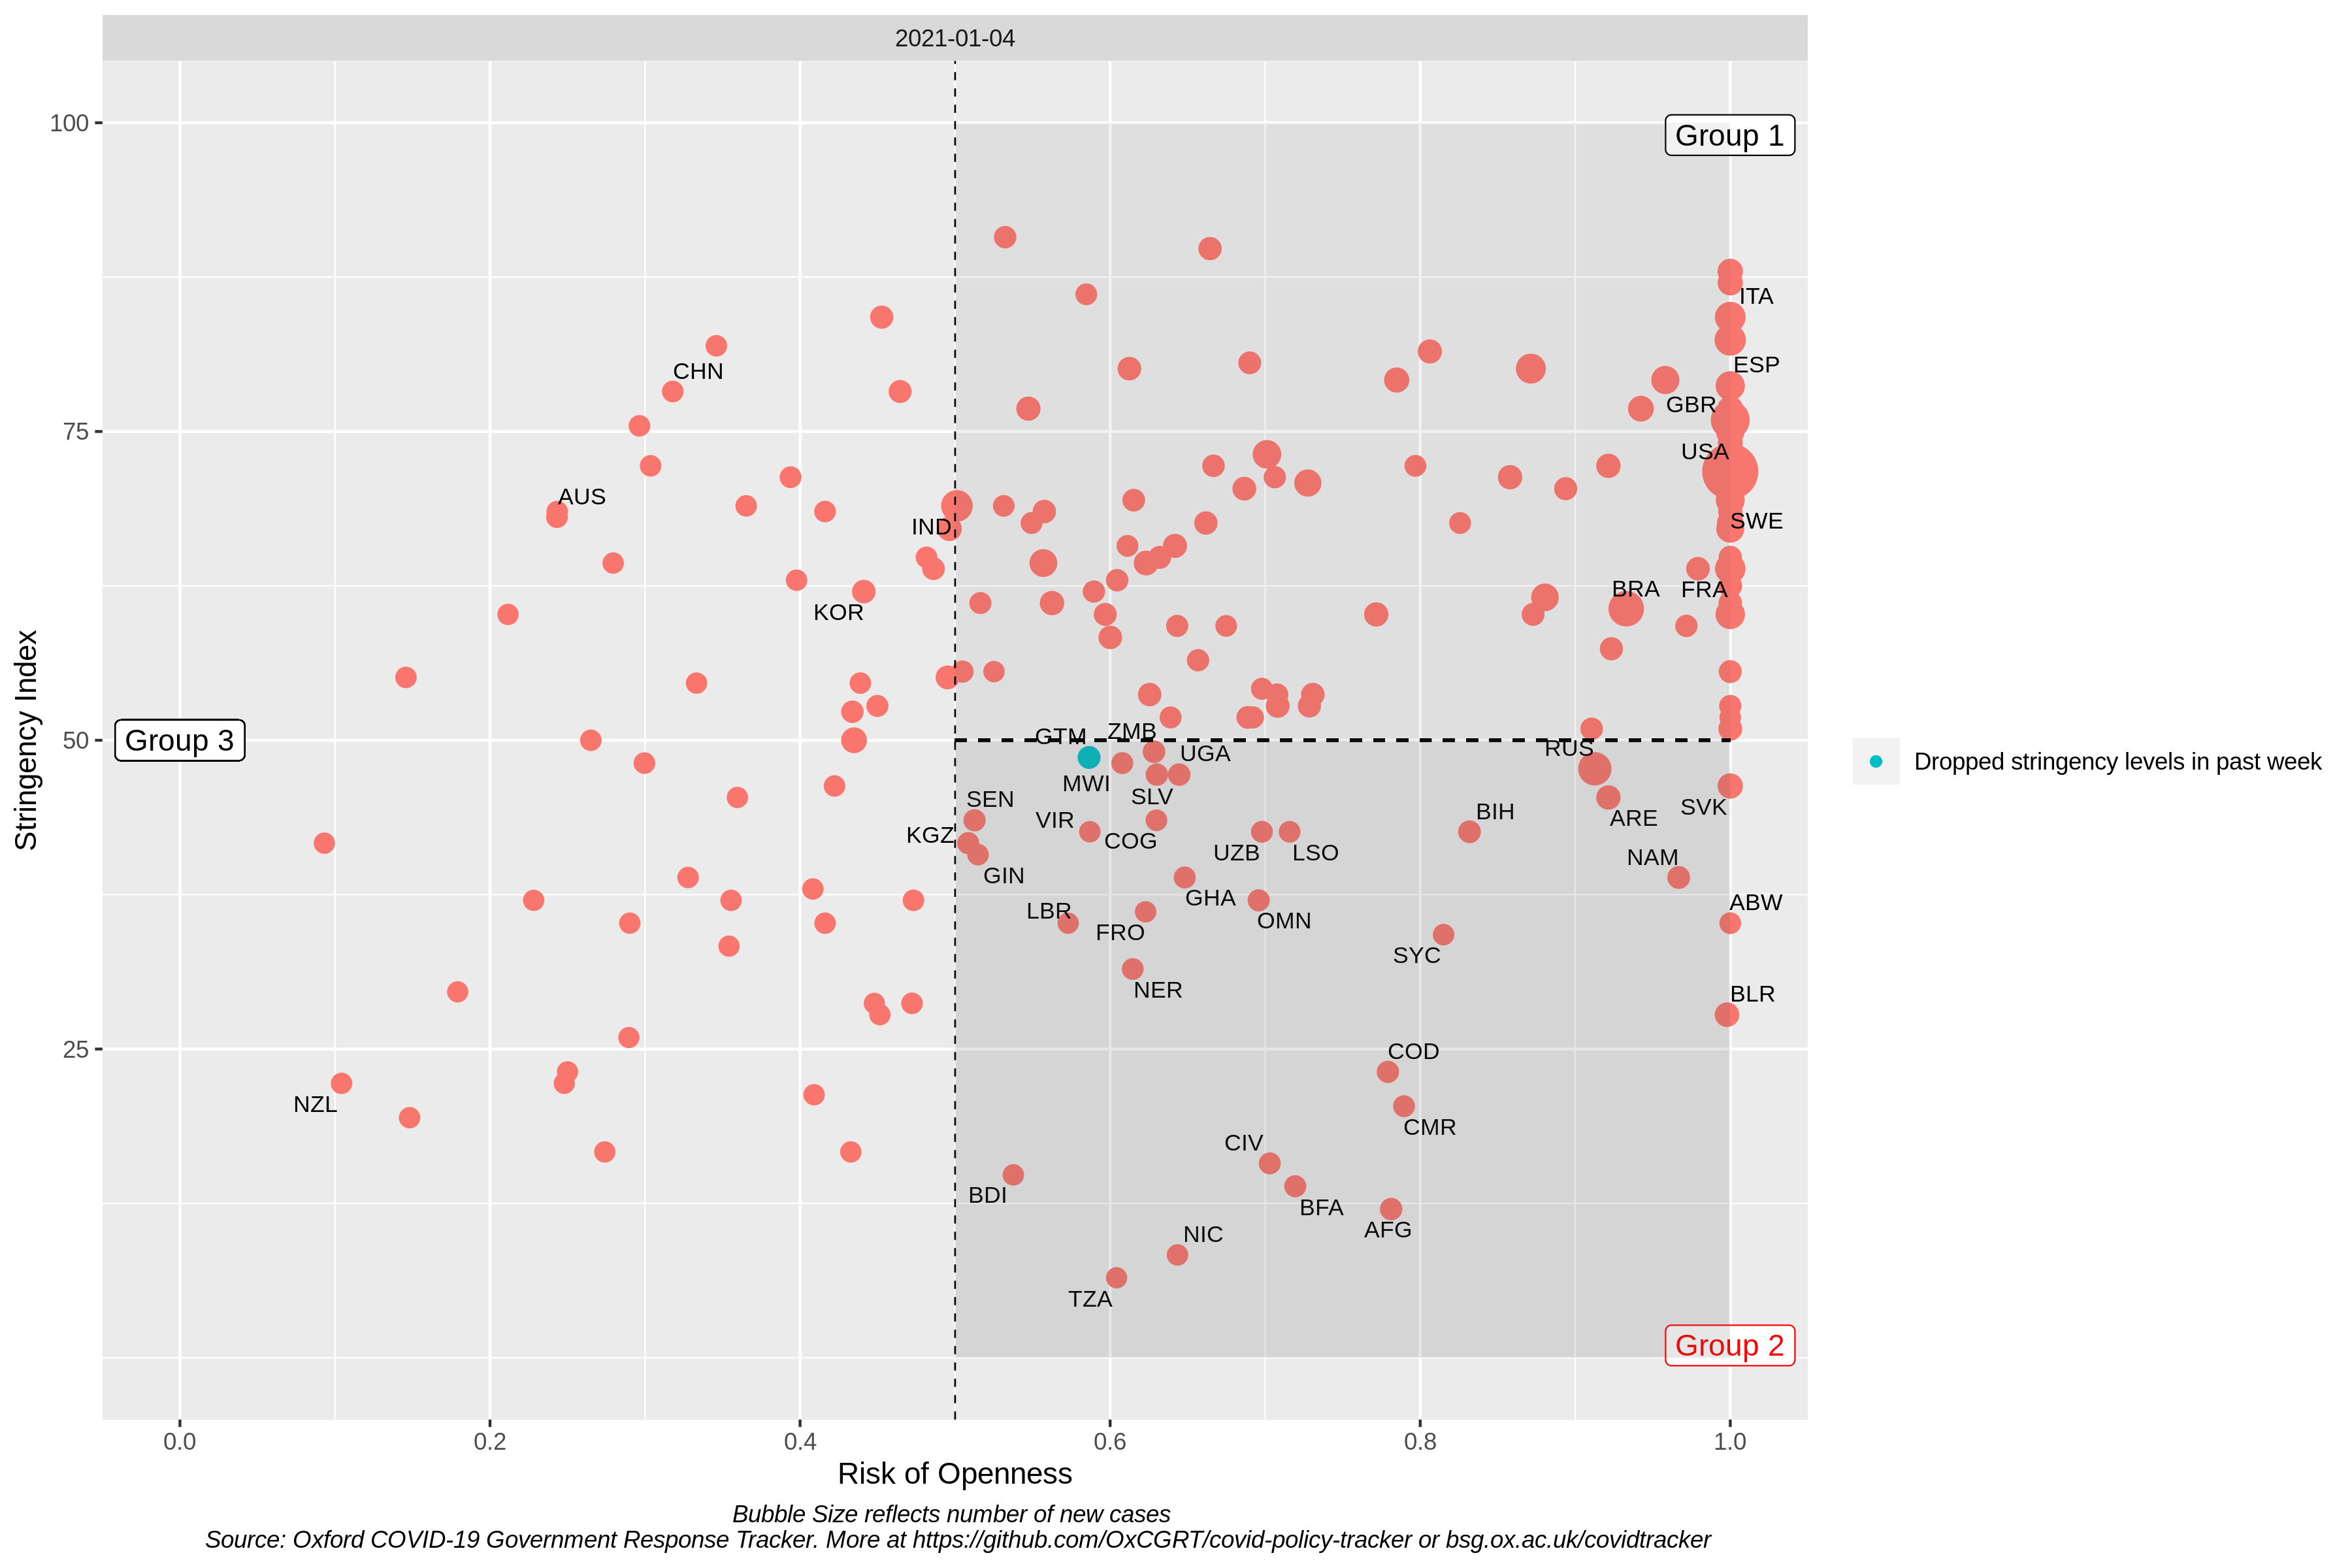 2021-01-04
100
Group 1
ITA
ESP
CHN
GBR
75
USA
AUS
IND
SWE
BRA
FRA
KOR
Stringency Index
50
Group 3
GTM
ZMB
UGA
RUS
Dropped stringency levels in past week
MWI
SLV
SEN
SVK
VIR
BIH
ARE
KGZ
COG
UZB
LSO
NAM
GIN
GHA
ABW
LBR
FRO
OMN
SYC
NER
BLR
25
COD
NZL
CMR
CIV
BDI
BFA
AFG
NIC
TZA
Group 2
0.0
0.2
0.4
0.6
0.8
1.0
Risk of Openness
Bubble Size reflects number of new cases
Source: Oxford COVID-19 Government Response Tracker. More at https://github.com/OxCGRT/covid-policy-tracker or bsg.ox.ac.uk/covidtracker